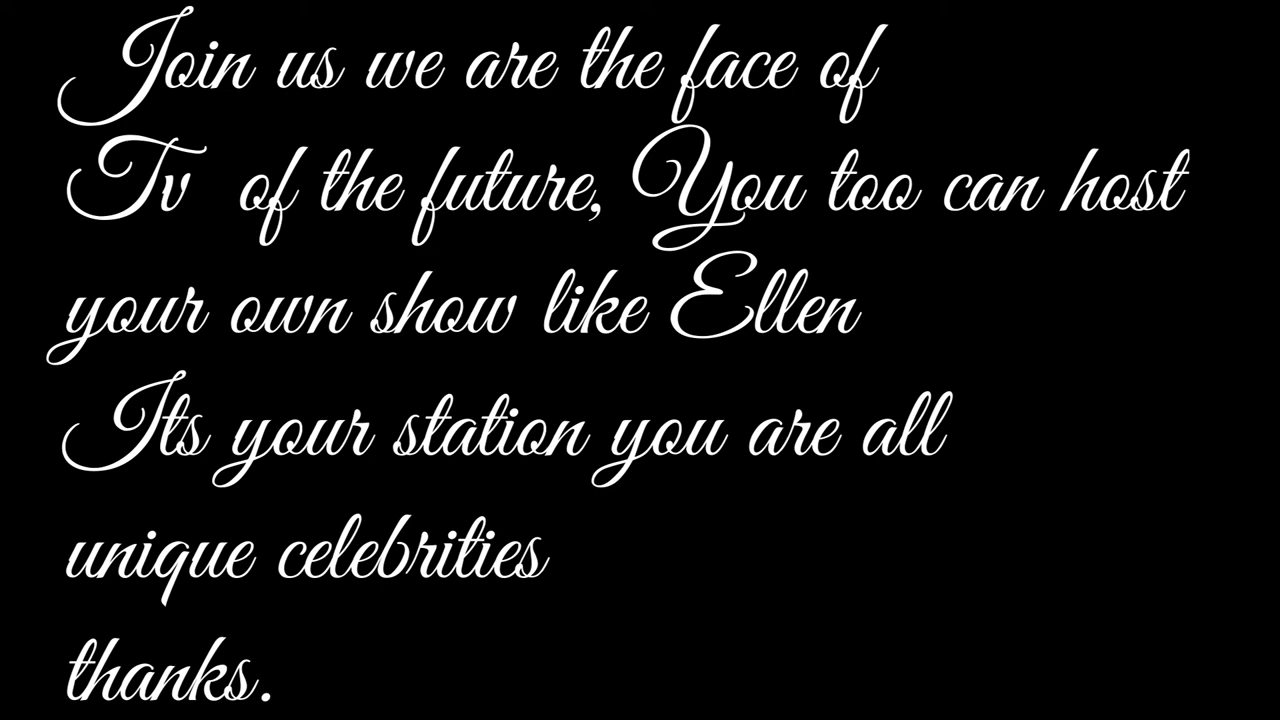 Join us we are the face of
Tv of the future, You too can host
your own show like Ellen
Its your station you are all
unique celebrities
thanks.